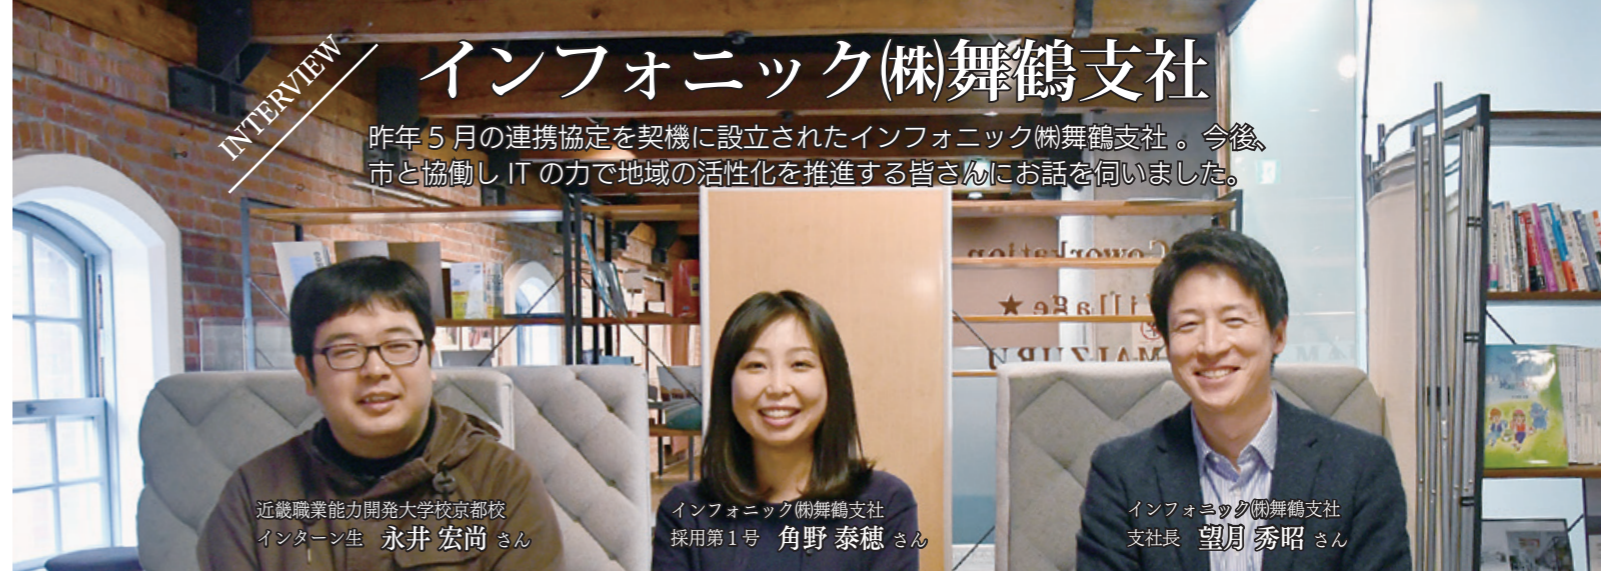 INTERVIEW
インフォニック㈱舞鶴支社
昨年５月の連携協定を契機に設立されたインフォニック㈱舞鶴支社 。今後、
市と協働し IT の力で地域の活性化を推進する皆さんにお話を伺いました。
Coworkation
Village ★
MAIZURU
近畿職業能力開発大学校京都校
インターン生 永井 宏尚 さん
インフォニック㈱舞鶴支社
採用第１号 角野 泰穂 さん
インフォニック㈱舞鶴支社
支社長 望月 秀昭 さん